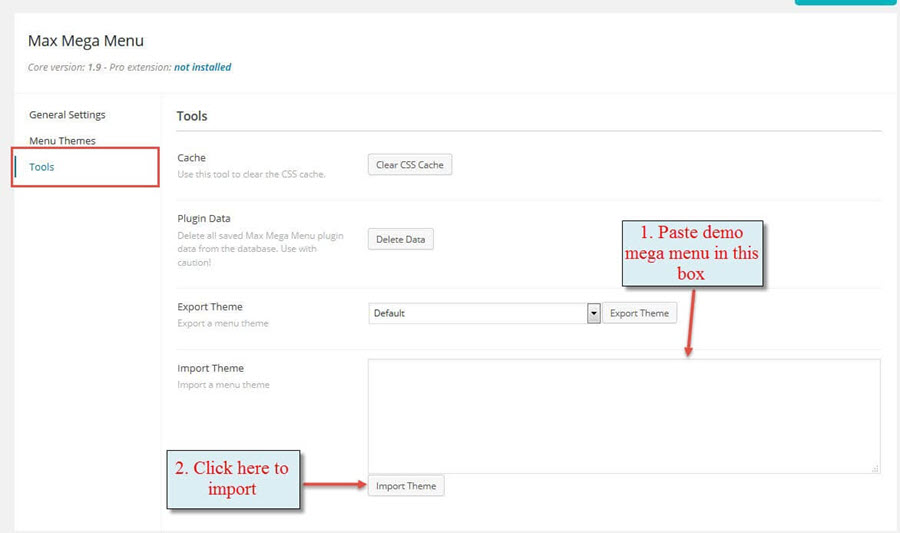 Max Mega Menu
Core version: 1.9 - Pro extension: not installed
General Settings
Menu Themes
Tools
Tools
Cache
Use this tool to clear the CSS cache.
Clear CSS Cache
Plugin Data
Delete all saved Max Mega Menu plugin
data from the database. Use with
caution!
Delete Data
1. Paste demo
mega menu in this
box
Export Theme
Export a menu theme
Default
Export Theme
Import Theme
Import a menu theme
2. Click here to
import
Import Theme